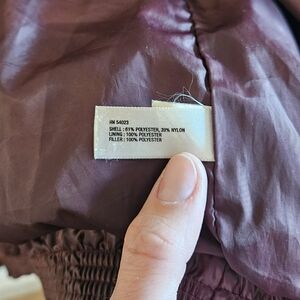 RN 54023
SHELL : 61% POLYESTER, 39% NYLON
LINING : 100% POLYESTER
FILLER : 100% POLYESTER